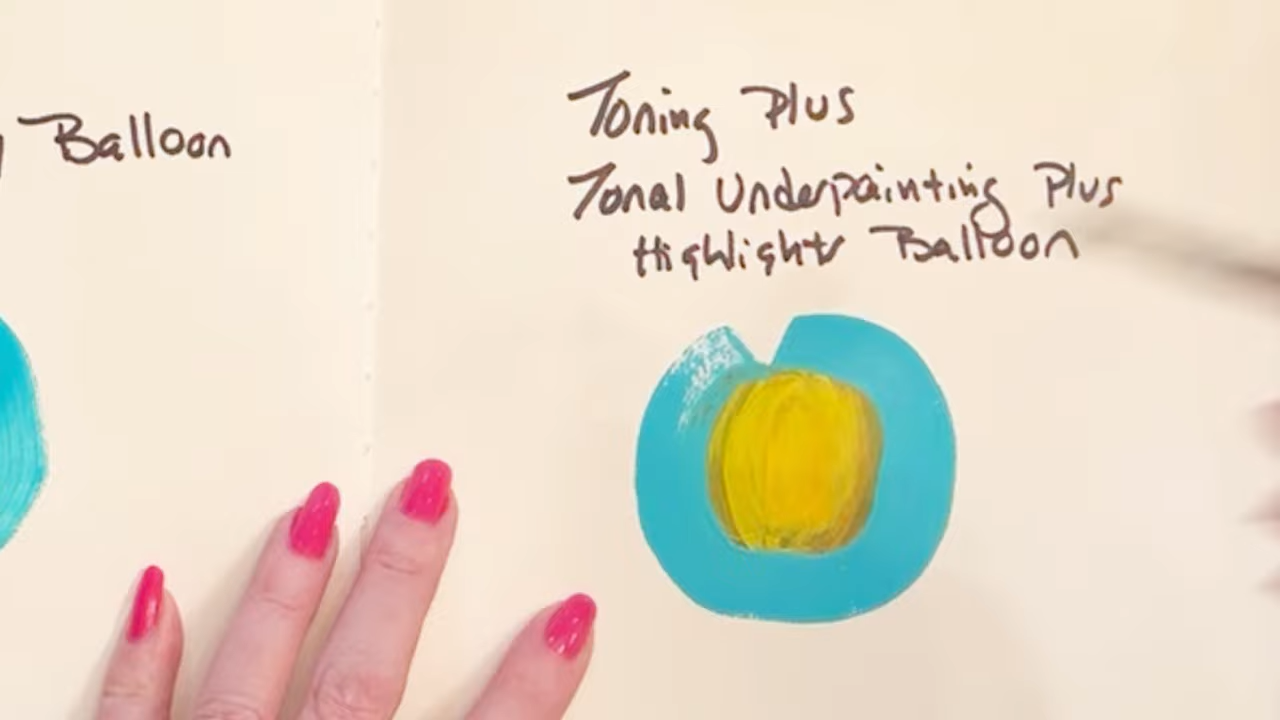 Balloon
Toning Plus
Tonal Underpainting Plus
Highlights Balloon